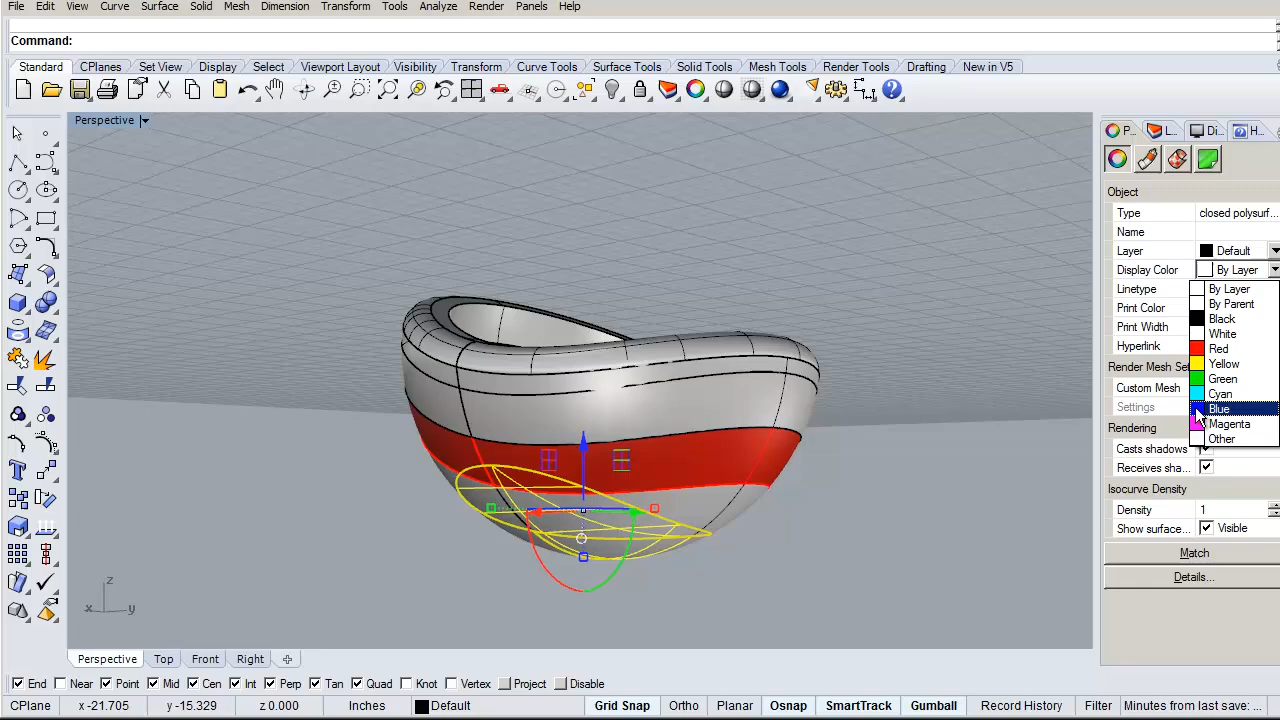 File Edit View Curve Surface Solid Mesh Dimension Transform Tools Analyze Render Panels Help
Command:
Standard CPlanes Set View Display Select Viewport Layout Visibility Transform Curve Tools Surface Tools Solid Tools Mesh Tools Render Tools Drafting New in V5
Perspective
P... L... Di... H...
Object
Type closed polysurf...
Name
Layer Default
Display Color By Layer
Linetype
Print Color
Print Width
Hyperlink
By Layer
By Parent
Black
White
Red
Yellow
Green
Cyan
Blue
Magenta
Other
Render Mesh Set
Custom Mesh
Settings
Rendering
Casts shadows
Receives sha...
Isocurve Density
Density 1
Show surface... Visible
Match
Details...
z
x y
Perspective Top Front Right
End Near Point Mid Cen Int Perp Tan Quad Knot Vertex Project Disable
CPlane x -21.705 y -15.329 z 0.000 Inches Default Grid Snap Ortho Planar Osnap SmartTrack Gumball Record History Filter Minutes from last save: ...